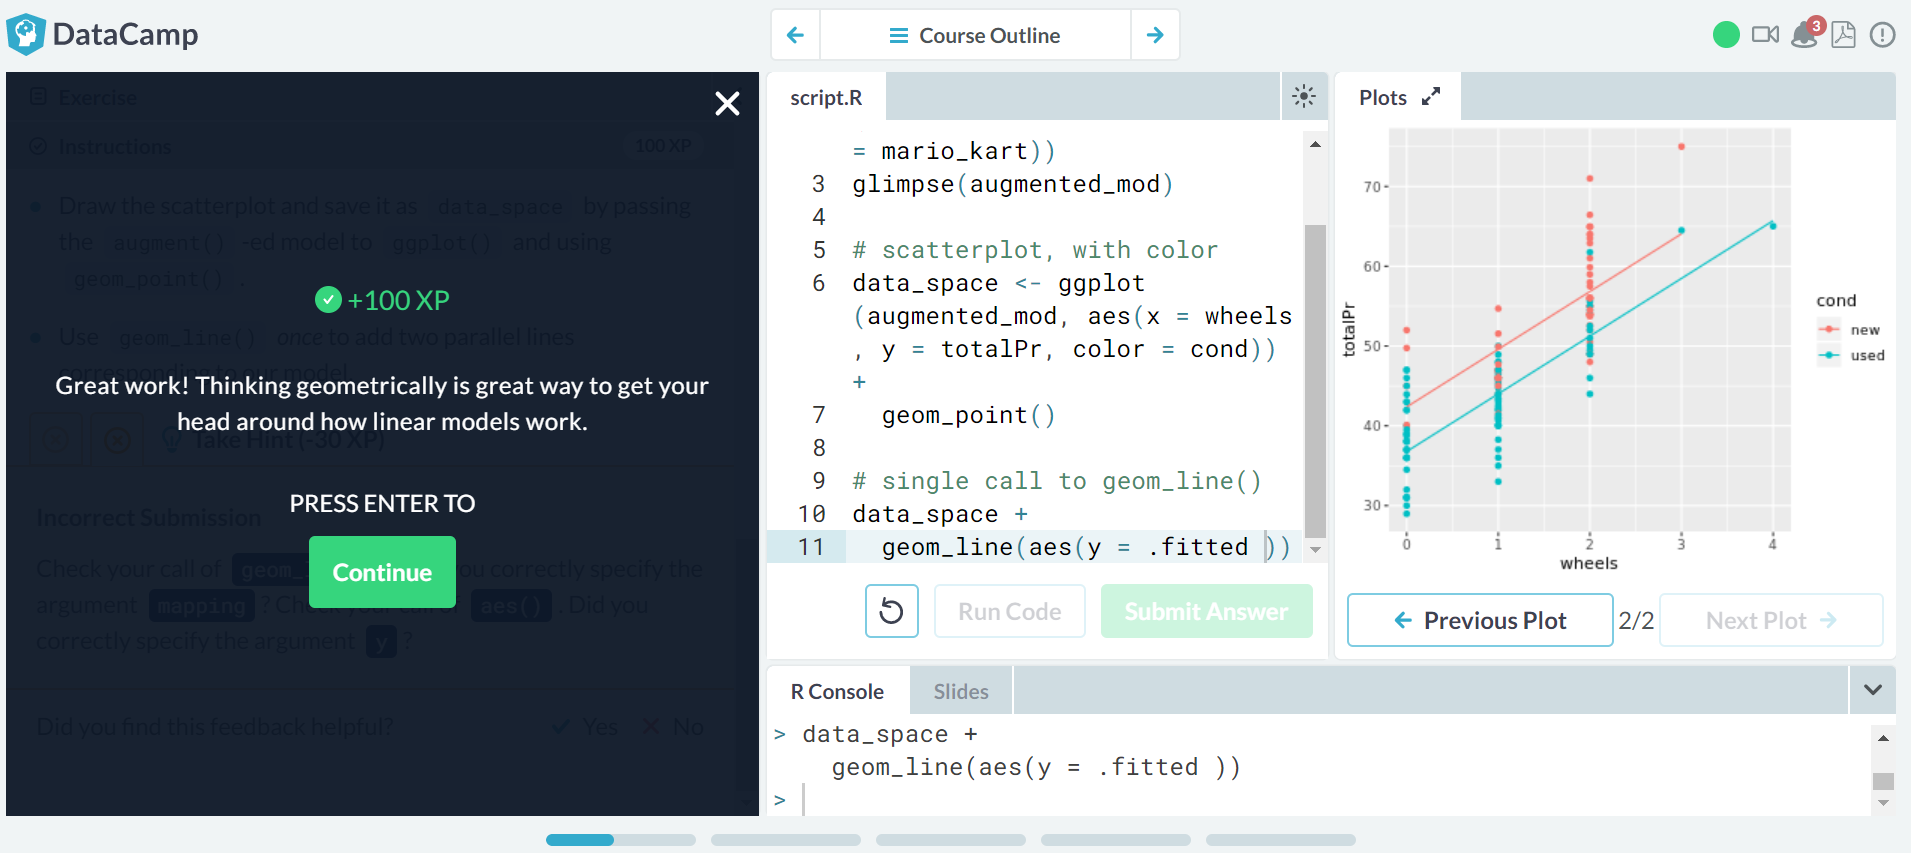 DataCamp
Course Outline
3
Exercise
Instructions
100 XP
Draw the scatterplot and save it as data_space by passing
the augment() -ed model to ggplot() and using
geom_point() .
+100 XP
Use geom_line() once to add two parallel lines
corresponding to our model.
Great work! Thinking geometrically is great way to get your
head around how linear models work.
Take Hint (-30 XP)
PRESS ENTER TO
Continue
Incorrect Submission
Check your call of geom_ you correctly specify the
argument mapping ? Check your call of aes() . Did you
correctly specify the argument y ?
Did you find this feedback helpful?
Yes
No
script.R
= mario_kart))
3 glimpse(augmented_mod)
4
5 # scatterplot, with color
6 data_space <- ggplot
(augmented_mod, aes(x = wheels
, y = totalPr, color = cond))
+
7 geom_point()
8
9 # single call to geom_line()
10 data_space +
11 geom_line(aes(y = .fitted ))
Run Code
Submit Answer
Plots
70
60
50
40
30
totalPr
0 1 2 3 4
wheels
cond
new
used
Previous Plot
2/2
Next Plot
R Console
Slides
> data_space +
geom_line(aes(y = .fitted ))
>